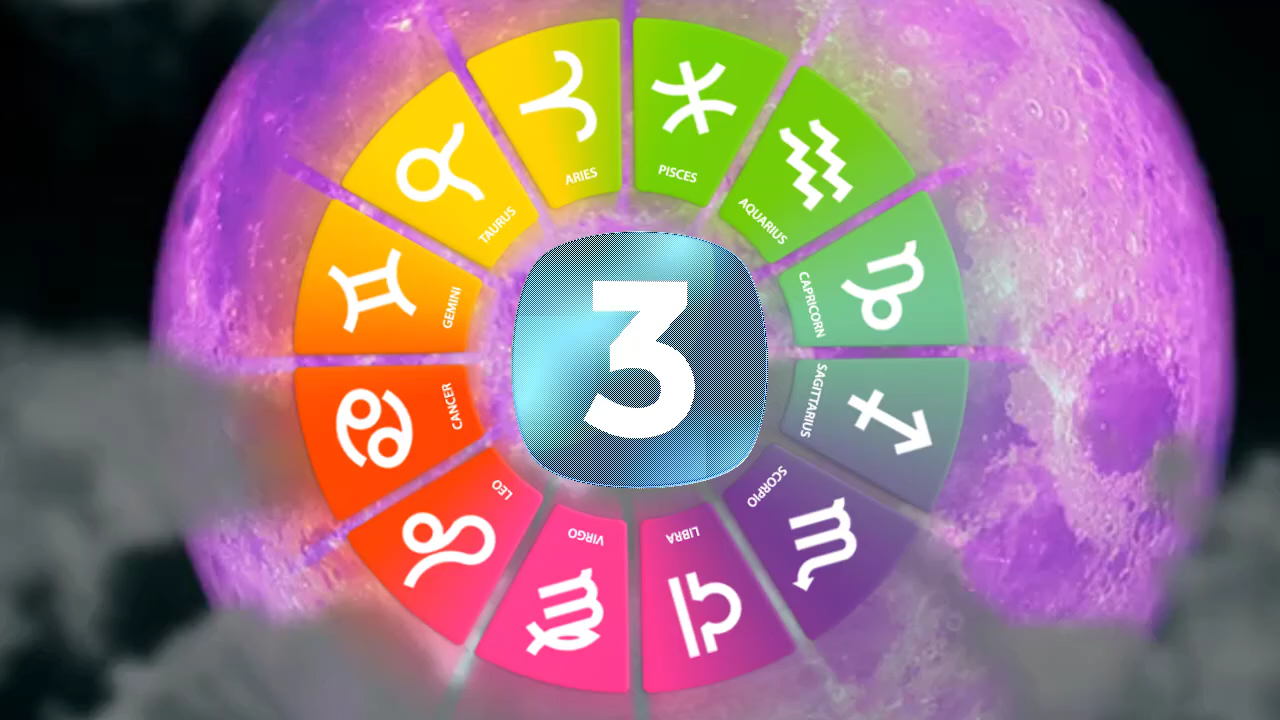 ARIES
PISCES
TAURUS
AQUARIUS
GEMINI
CAPRICORN
3
CANCER
SAGITTARIUS
LEO
SCORPIO
VIRGO
LIBRA